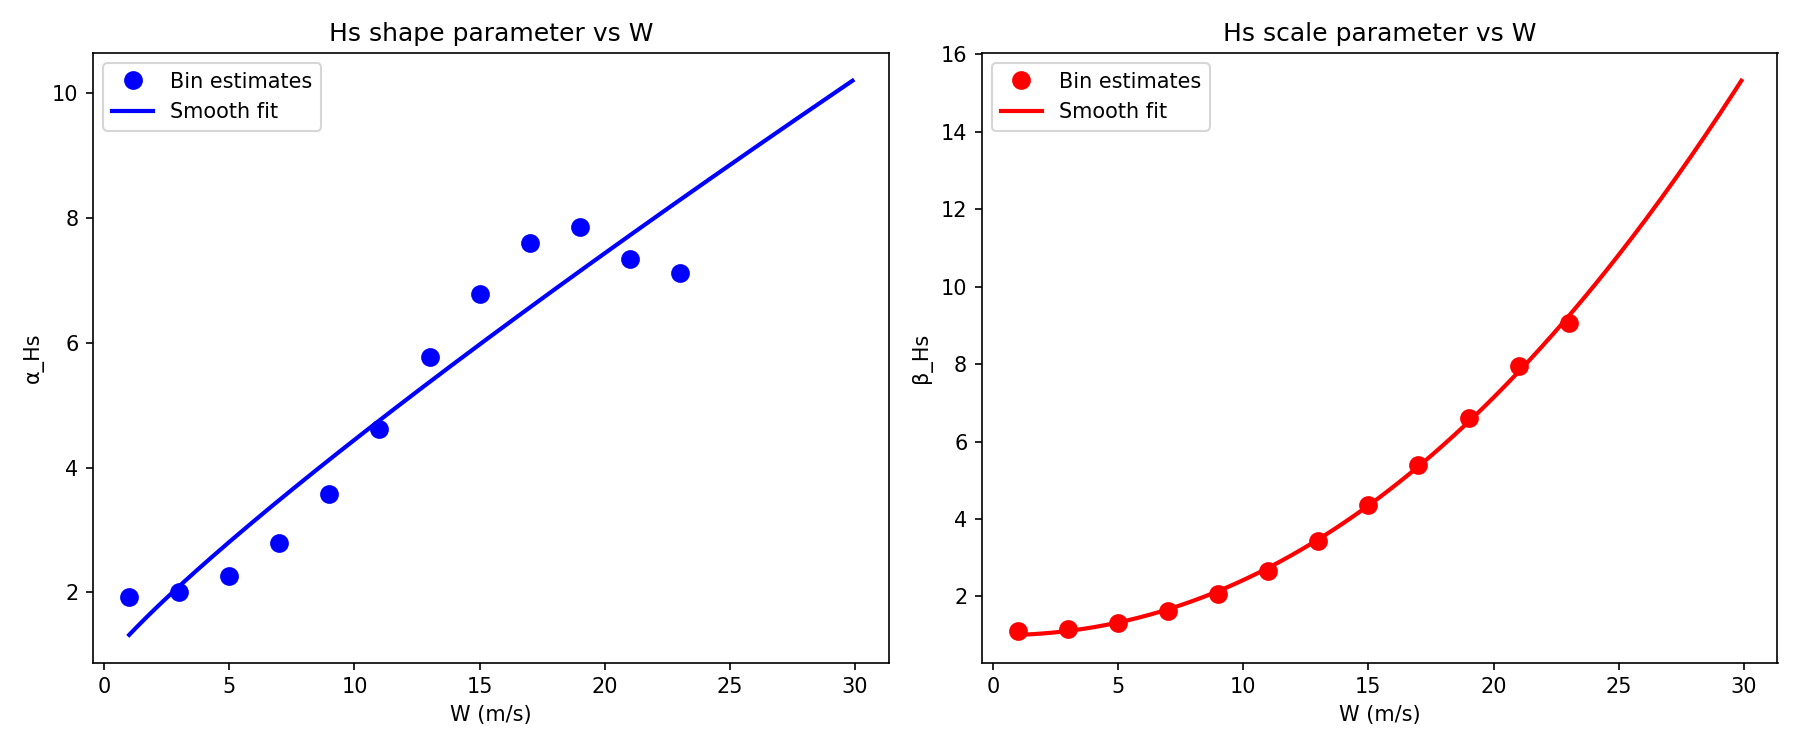 Hs shape parameter vs W
Bin estimates
Smooth fit
10
8
6
4
2
α_Hs
0 5 10 15 20 25 30
W (m/s)
Hs scale parameter vs W
Bin estimates
Smooth fit
16
14
12
10
8
6
4
2
β_Hs
0 5 10 15 20 25 30
W (m/s)